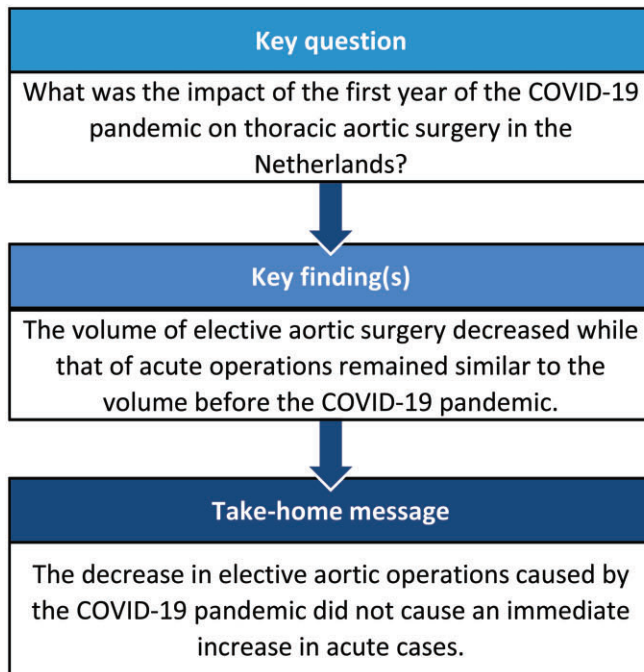 Key question
What was the impact of the first year of the COVID-19
pandemic on thoracic aortic surgery in the
Netherlands?
Key finding(s)
The volume of elective aortic surgery decreased while
that of acute operations remained similar to the
volume before the COVID-19 pandemic.
Take-home message
The decrease in elective aortic operations caused by
the COVID-19 pandemic did not cause an immediate
increase in acute cases.